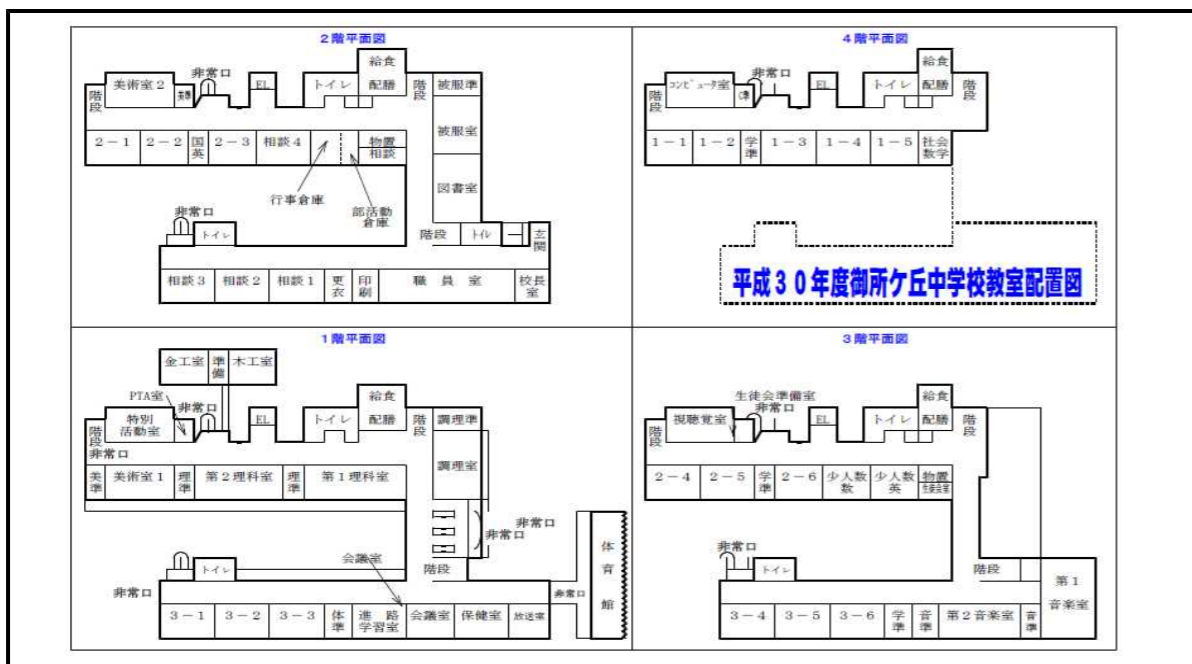 2階平面図
非常口
給食
配膳
美術室2
美準
EL
トイレ
階段
階段
被服準
被服室
図書室
2-1
2-2
国英
2-3
相談4
物置
相談
行事倉庫
部活動
倉庫
非常口
トイレ
階段
トイレ
玄関
相談3
相談2
相談1
更衣
印刷
職員室
校長室
4階平面図
非常口
給食
配膳
コンピュータ室
C準
EL
トイレ
階段
階段
1-1
1-2
学準
1-3
1-4
1-5
社会
数学
平成30年度御所ケ丘中学校教室配置図
1階平面図
金工室
準備
木工室
PTA室
非常口
給食
配膳
特別
活動室
EL
トイレ
階段
階段
調理準
調理室
非常口
美準
美術室1
理準
第2理科室
理準
第1理科室
非常口
非常口
会議室
体育館
トイレ
階段
非常口
非常口
3-1
3-2
3-3
体準
進路
学習室
会議室
保健室
放送室
3階平面図
生徒会準備室
非常口
給食
配膳
視聴覚室
EL
トイレ
階段
階段
2-4
2-5
学準
2-6
少人数
数
少人数
英
物置
生徒会室
非常口
トイレ
階段
第1
音楽室
3-4
3-5
3-6
学準
音準
第2音楽室
音準